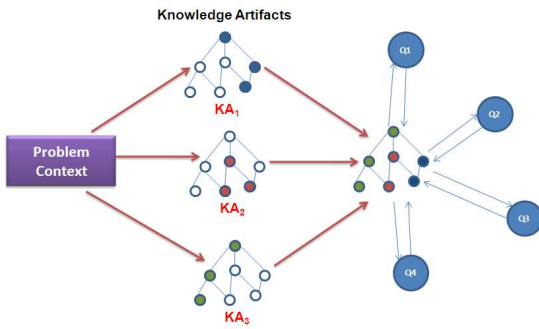 Knowledge Artifacts
Q1
KA1
Q2
Problem
Context
KA2
Q3
Q4
KA3